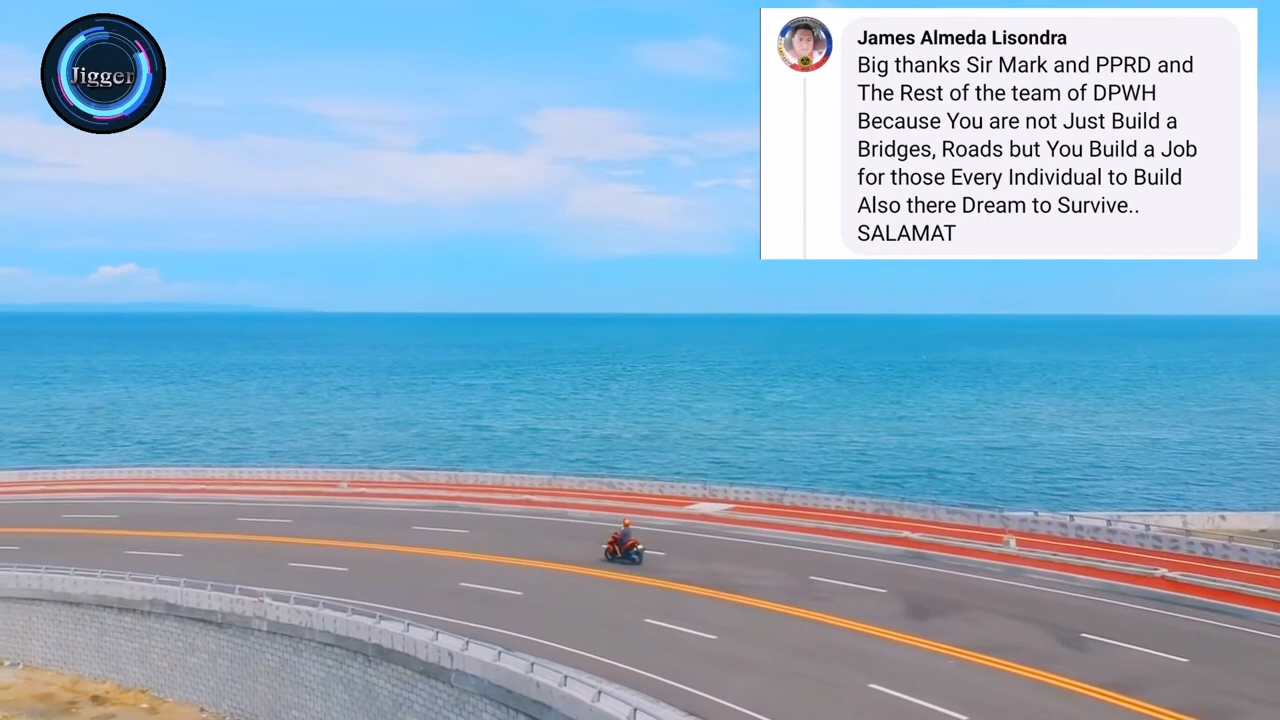 Jigger
James Almeda Lisondra
Big thanks Sir Mark and PPRD and
The Rest of the team of DPWH
Because You are not Just Build a
Bridges, Roads but You Build a Job
for those Every Individual to Build
Also there Dream to Survive..
SALAMAT